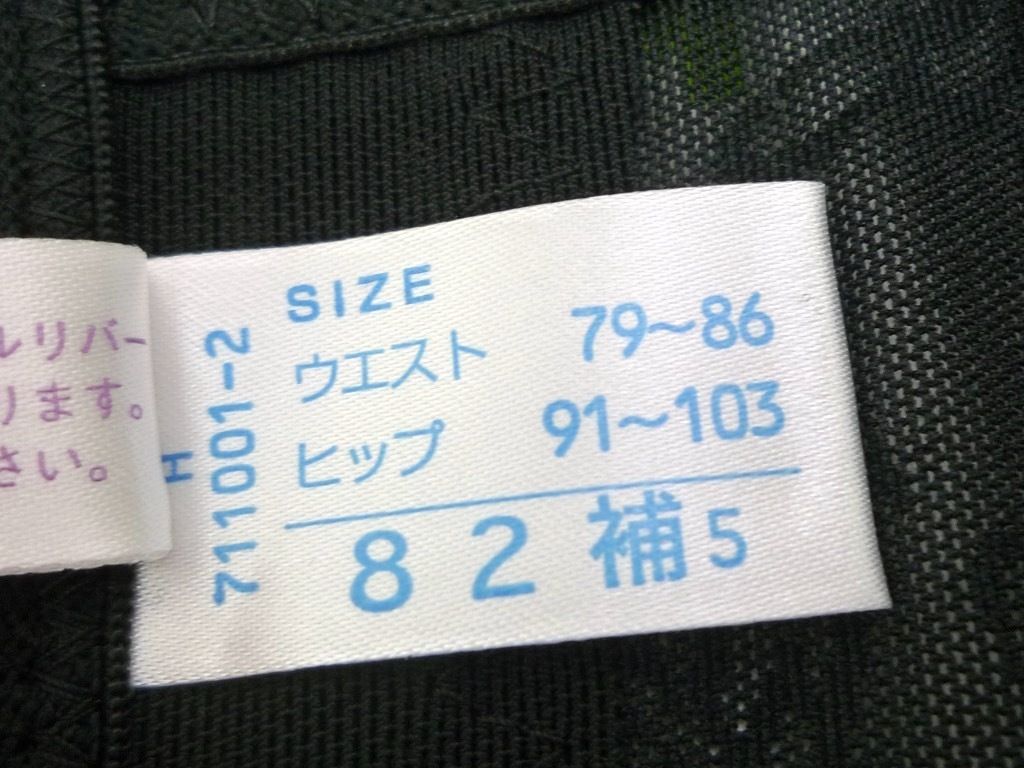 ルリバー
ります。
さい。
H
711001-2
SIZE
ウエスト 79~86
ヒップ 91~103
82 補5